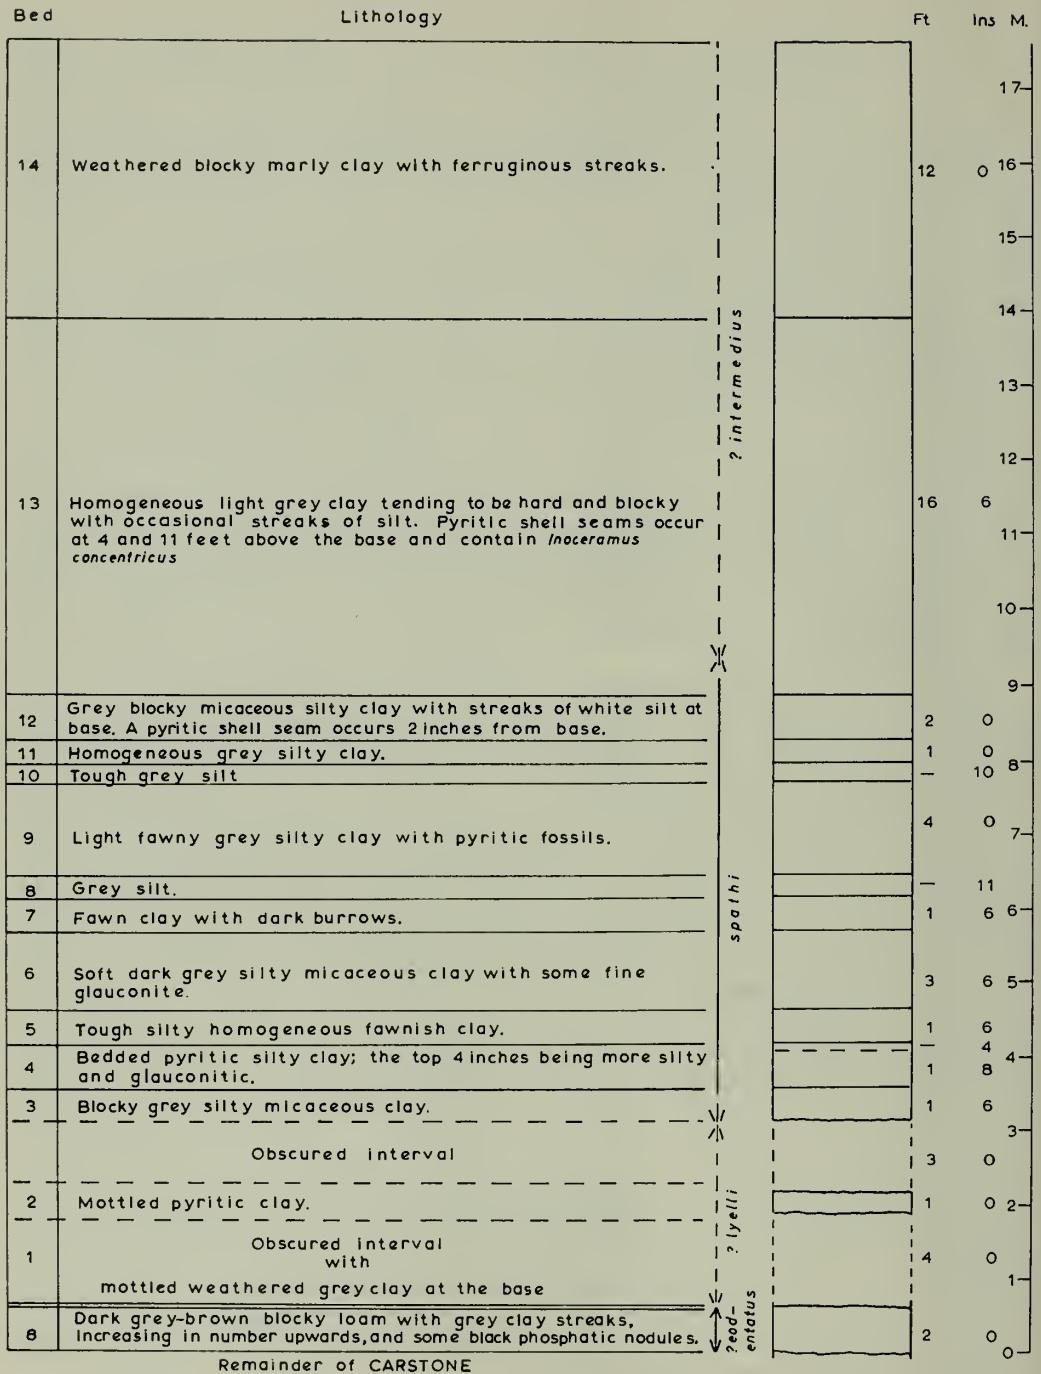 Bed Lithology Ft Ins M.
17
14 Weathered blocky marly clay with ferruginous streaks. 12 0 16
15
14
? intermedius
13
12
13 Homogeneous light grey clay tending to be hard and blocky 16 6
with occasional streaks of silt. Pyritic shell seams occur
at 4 and 11 feet above the base and contain Inoceramus 11
concentricus
10
9
12 Grey blocky micaceous silty clay with streaks of white silt at 2 0
base. A pyritic shell seam occurs 2 inches from base.
11 Homogeneous grey silty clay. 1 0
8
10 Tough grey silt — 10
9 Light fawny grey silty clay with pyritic fossils. 4 0
7
8 Grey silt. — 11
7 Fawn clay with dark burrows. 1 6 6
spathi
6 Soft dark grey silty micaceous clay with some fine 3 6 5
glauconite.
5 Tough silty homogeneous fawnish clay. 1 6
4 Bedded pyritic silty clay; the top 4 inches being more silty — 4
and glauconitic. 1 8
4
3 Blocky grey silty micaceous clay. 1 6
3
Obscured interval 3 0
2 Mottled pyritic clay. 1 0 2
? lyelli
1 Obscured interval 4 0
with
mottled weathered grey clay at the base
1
8 Dark grey-brown blocky loam with grey clay streaks, 2 0
increasing in number upwards, and some black phosphatic nodules.
?eod-
entatus
0
Remainder of CARSTONE